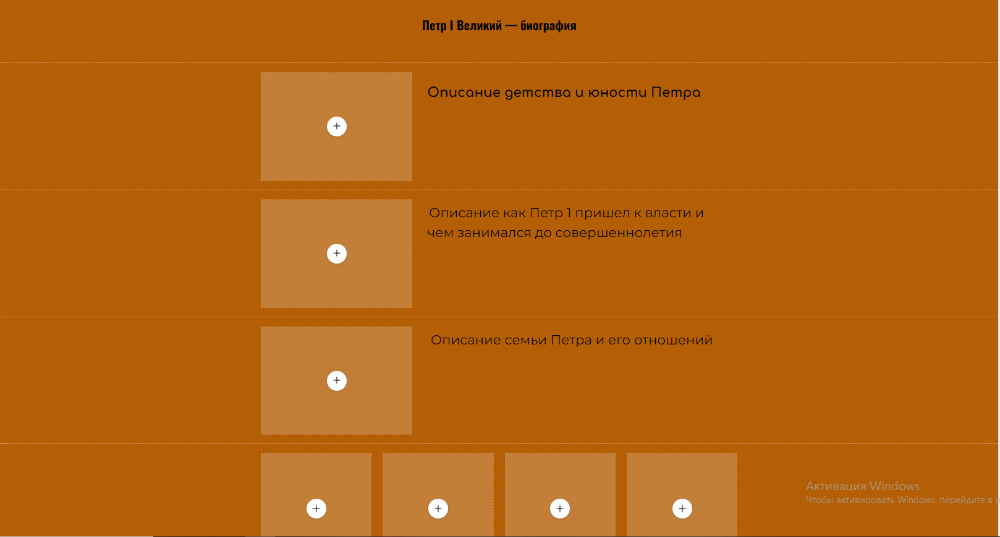 Петр I Великий — биография
Описание детства и юности Петра
Описание как Петр 1 пришел к власти и
чем занимался до совершеннолетия
Описание семьи Петра и его отношений
Активация Windows
Чтобы активировать Windows, перейдите в